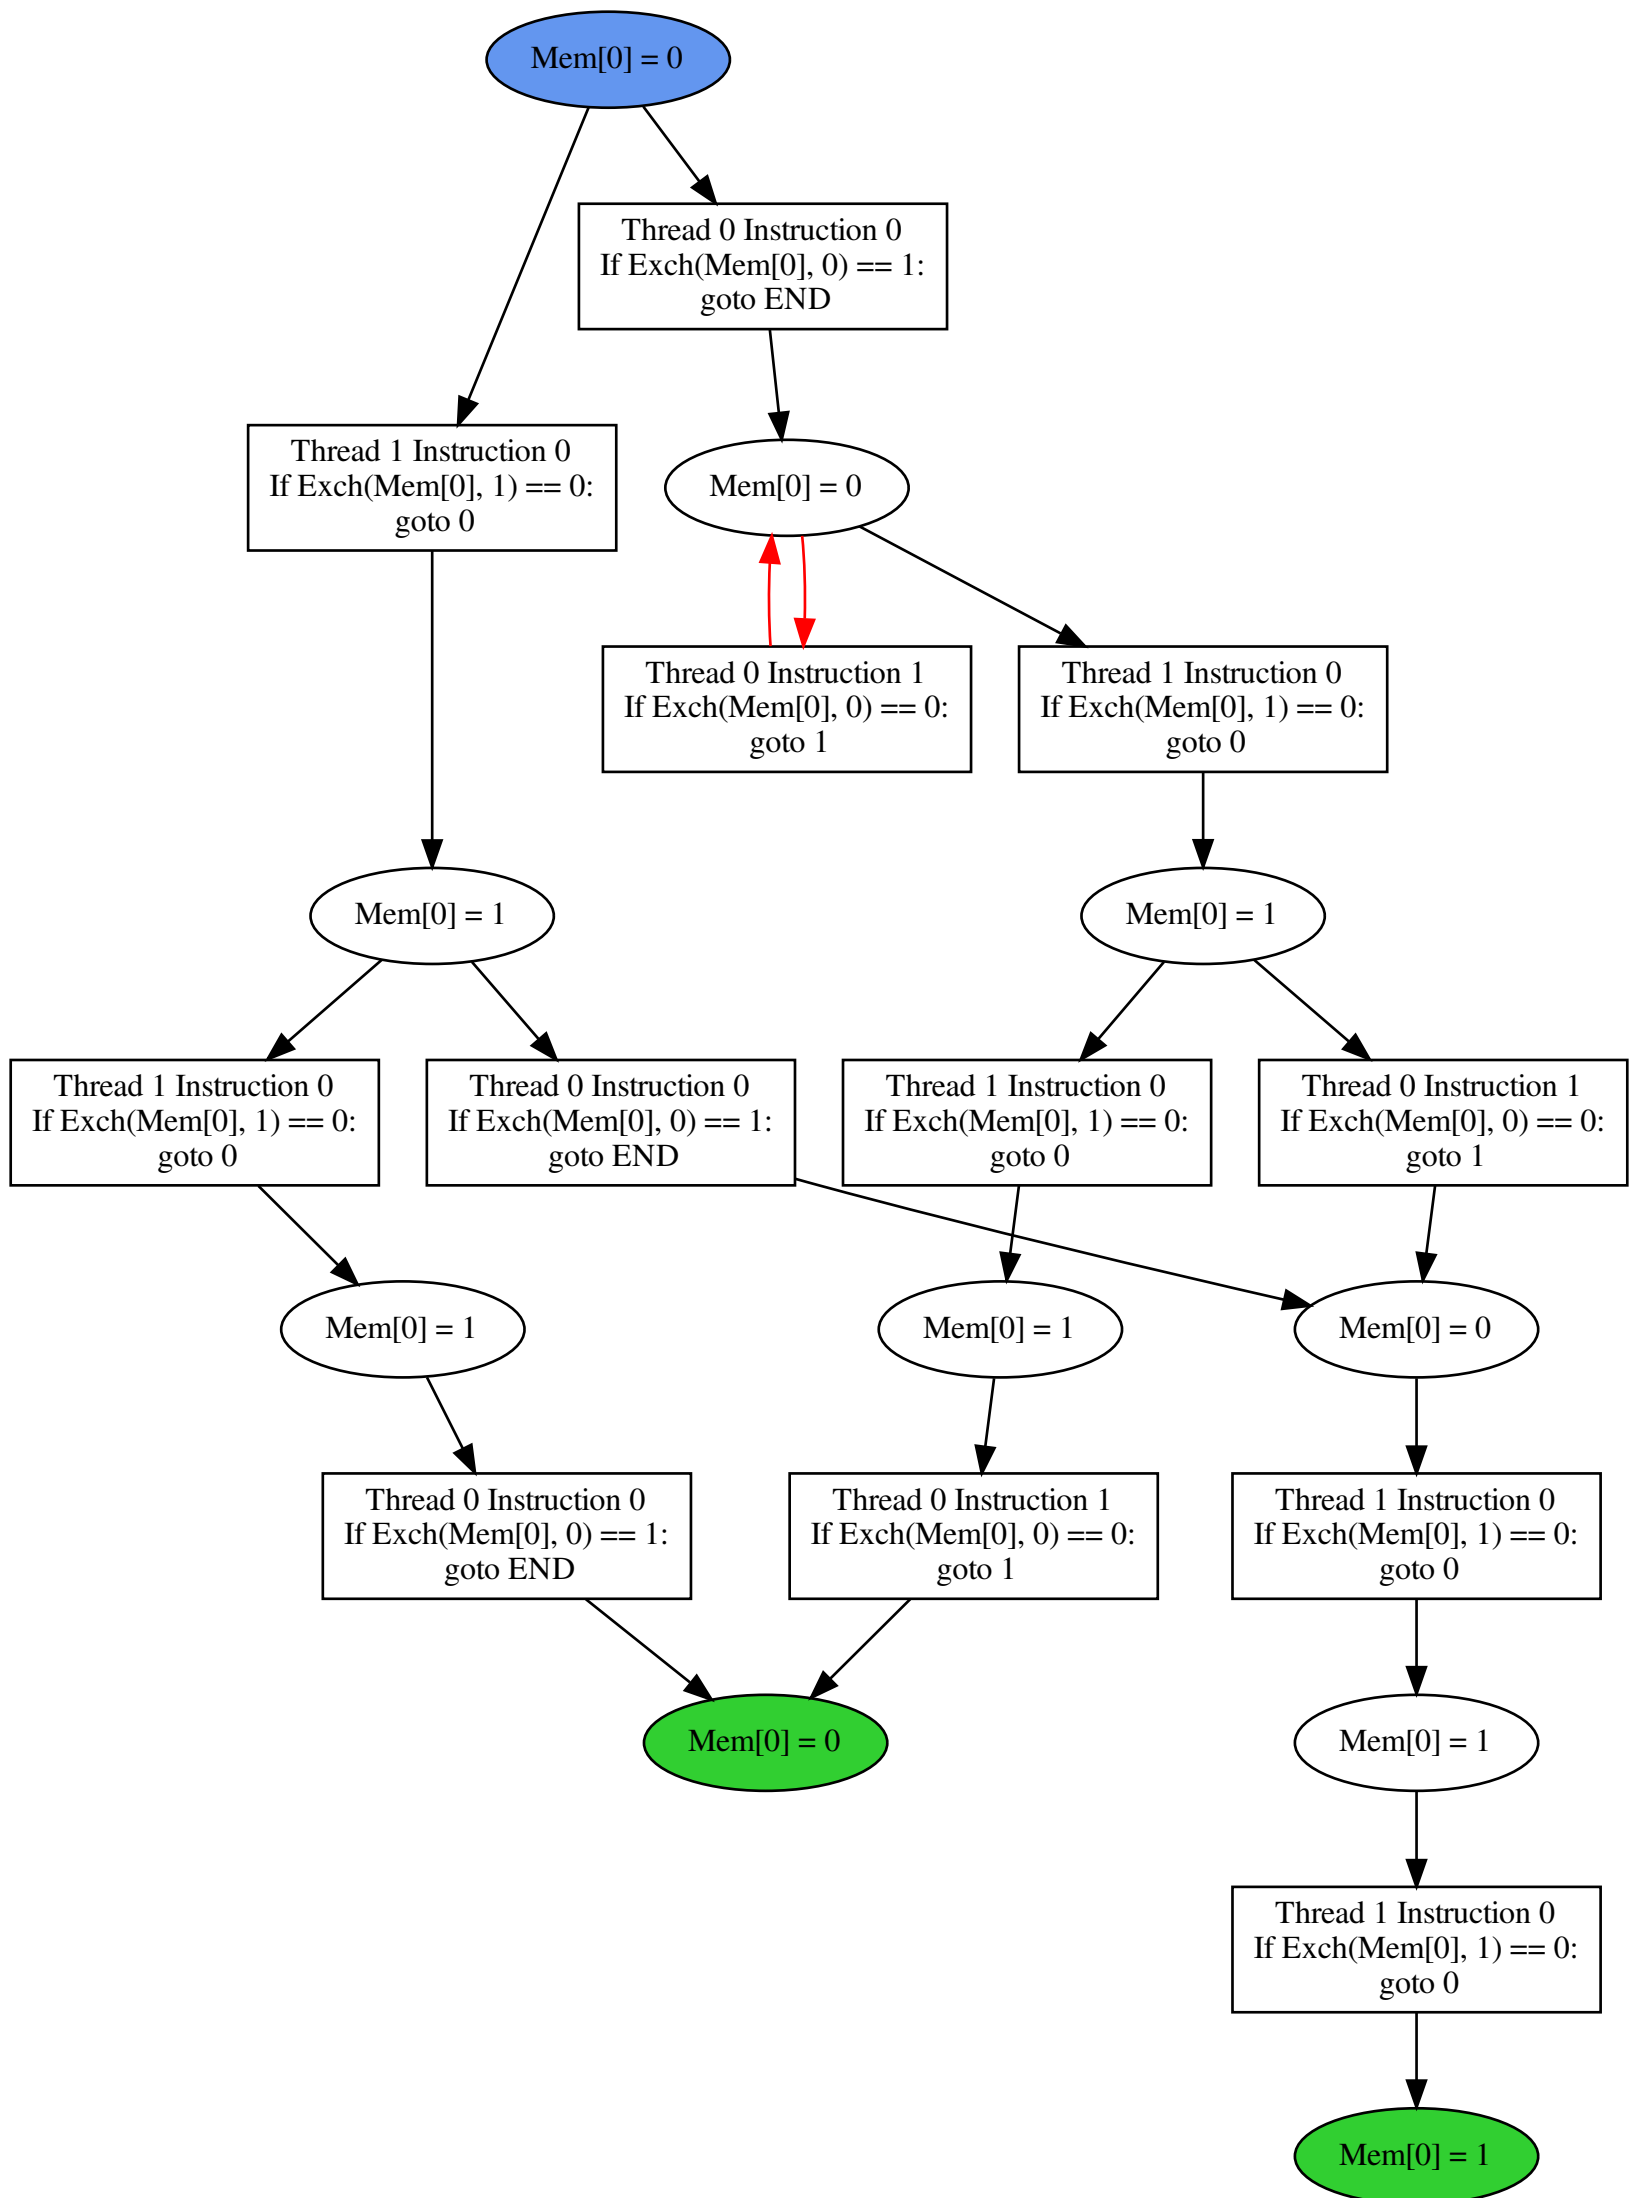 Mem[0] = 0
Thread 0 Instruction 0
If Exch(Mem[0], 0) == 1:
goto END
Thread 1 Instruction 0
If Exch(Mem[0], 1) == 0:
goto 0
Mem[0] = 0
Thread 0 Instruction 1
If Exch(Mem[0], 0) == 0:
goto 1
Thread 1 Instruction 0
If Exch(Mem[0], 1) == 0:
goto 0
Mem[0] = 1
Mem[0] = 1
Thread 1 Instruction 0
If Exch(Mem[0], 1) == 0:
goto 0
Thread 0 Instruction 0
If Exch(Mem[0], 0) == 1:
goto END
Thread 1 Instruction 0
If Exch(Mem[0], 1) == 0:
goto 0
Thread 0 Instruction 1
If Exch(Mem[0], 0) == 0:
goto 1
Mem[0] = 1
Mem[0] = 1
Mem[0] = 0
Thread 0 Instruction 0
If Exch(Mem[0], 0) == 1:
goto END
Thread 0 Instruction 1
If Exch(Mem[0], 0) == 0:
goto 1
Thread 1 Instruction 0
If Exch(Mem[0], 1) == 0:
goto 0
Mem[0] = 0
Mem[0] = 1
Thread 1 Instruction 0
If Exch(Mem[0], 1) == 0:
goto 0
Mem[0] = 1